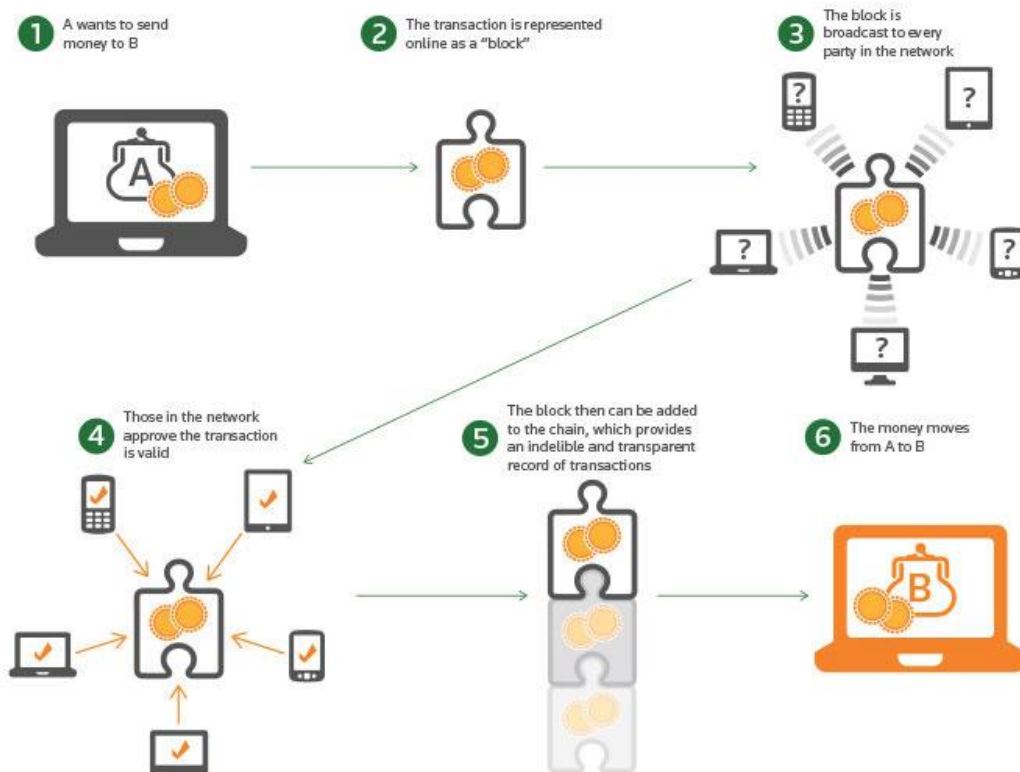 1
A wants to send
money to B
2
The transaction is represented
online as a “block”
3
The block is
broadcast to every
party in the network
A
?
?
?
?
?
4
Those in the network
approve the transaction
is valid
5
The block then can be added
to the chain, which provides
an indelible and transparent
record of transactions
6
The money moves
from A to B
B